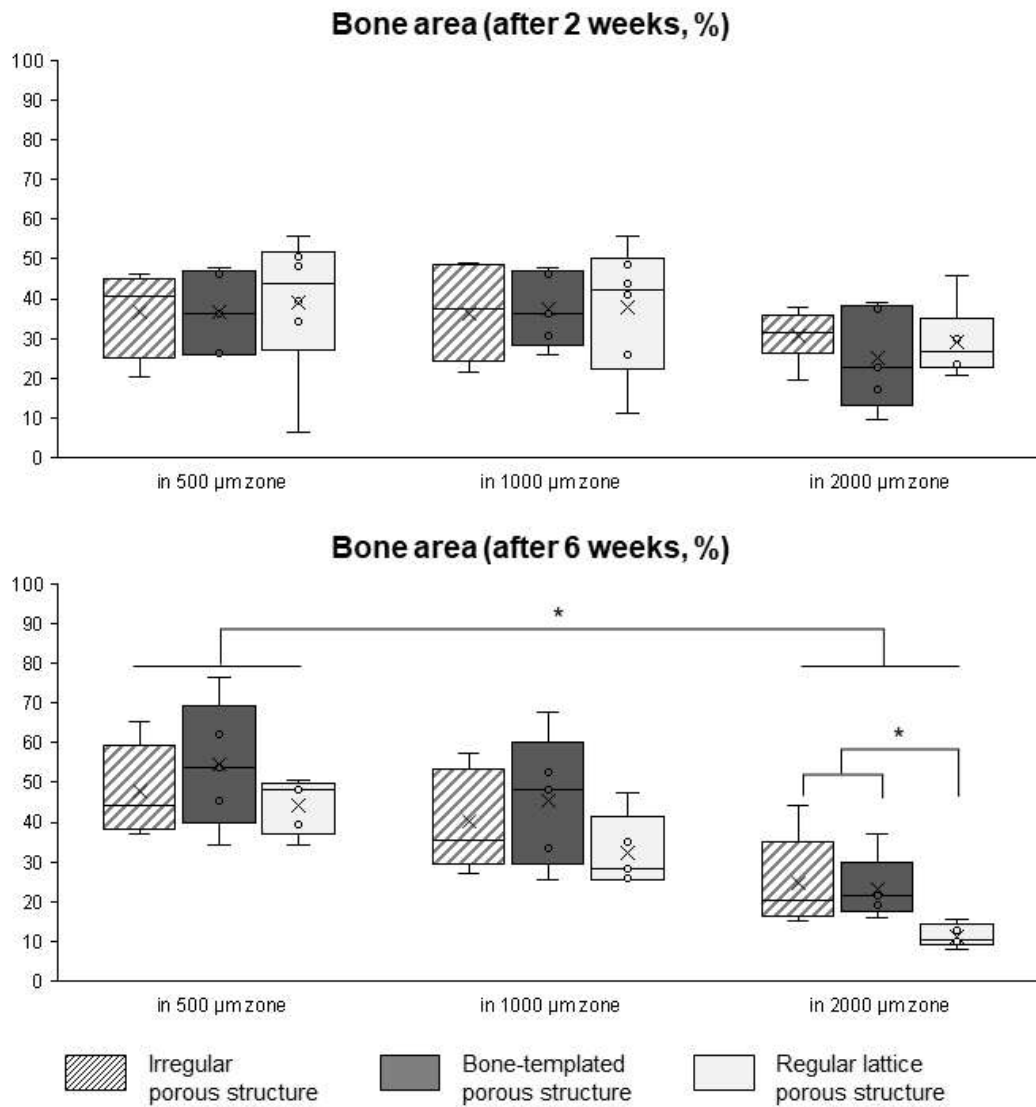 Bone area (after 2 weeks, %)
100
90
80
70
60
50
40
30
20
10
0
in 500 µm zone
in 1000 µm zone
in 2000 µm zone
Bone area (after 6 weeks, %)
100
90
80
70
60
50
40
30
20
10
0
*
*
in 500 µm zone
in 1000 µm zone
in 2000 µm zone
Irregular
porous structure
Bone-templated
porous structure
Regular lattice
porous structure